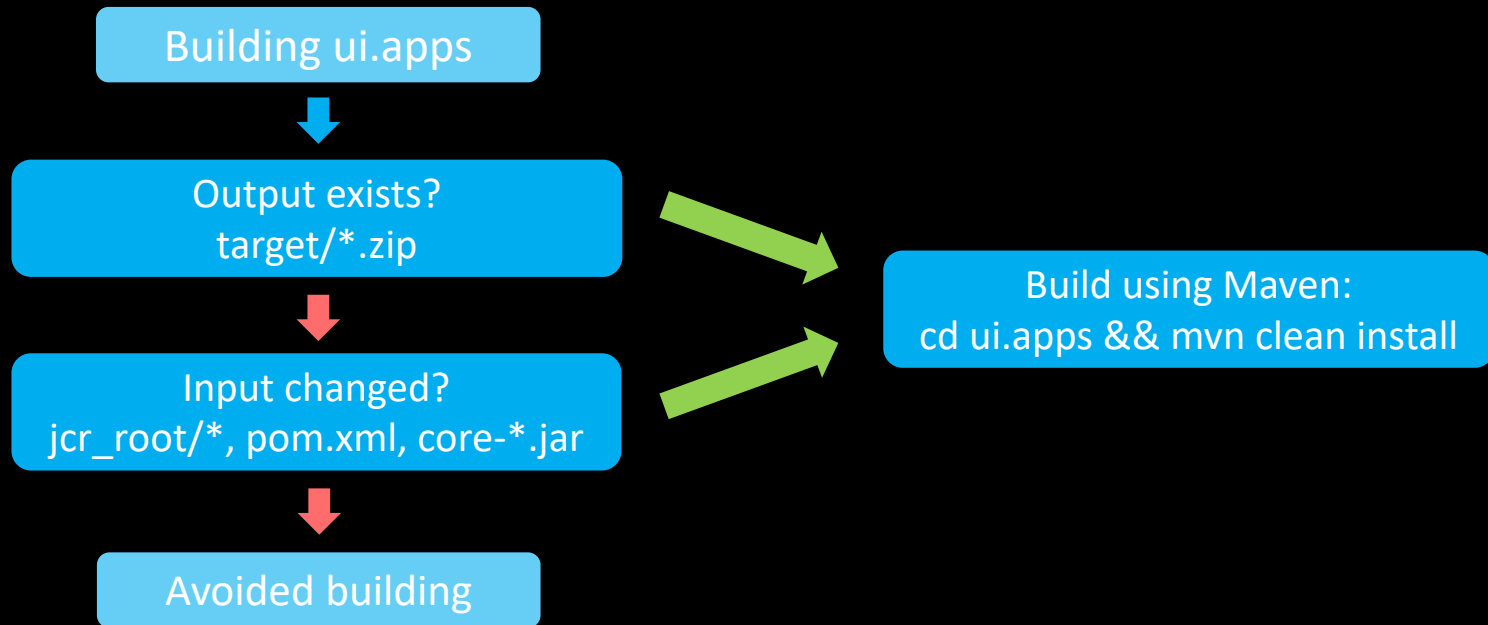 Building ui.apps
Output exists?
target/*.zip
Input changed?
jcr_root/*, pom.xml, core-*.jar
Avoided building
Build using Maven:
cd ui.apps && mvn clean install